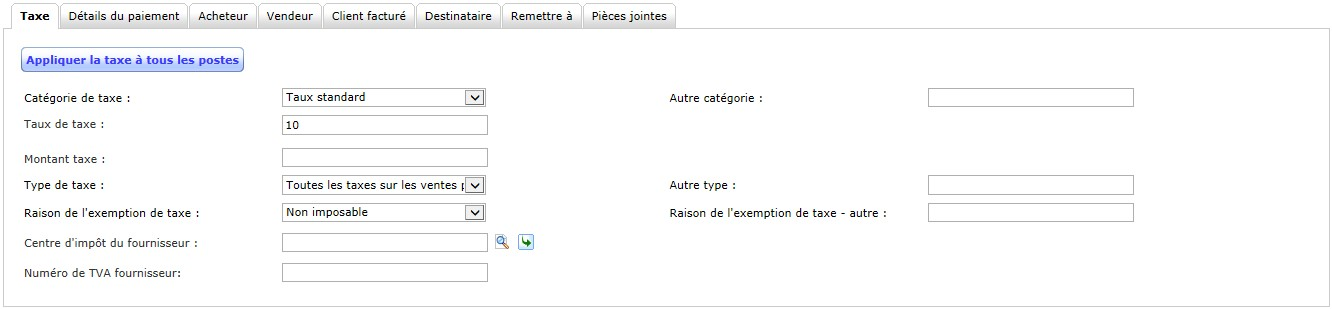 Taxe Détails du paiement Acheteur Vendeur Client facturé Destinataire Remettre à Pièces jointes
Appliquer la taxe à tous les postes
Catégorie de taxe : Taux standard Autre catégorie :
Taux de taxe : 10
Montant taxe :
Type de taxe : Toutes les taxes sur les ventes Autre type :
Raison de l'exemption de taxe : Non imposable Raison de l'exemption de taxe - autre :
Centre d'impôt du fournisseur :
Numéro de TVA fournisseur: